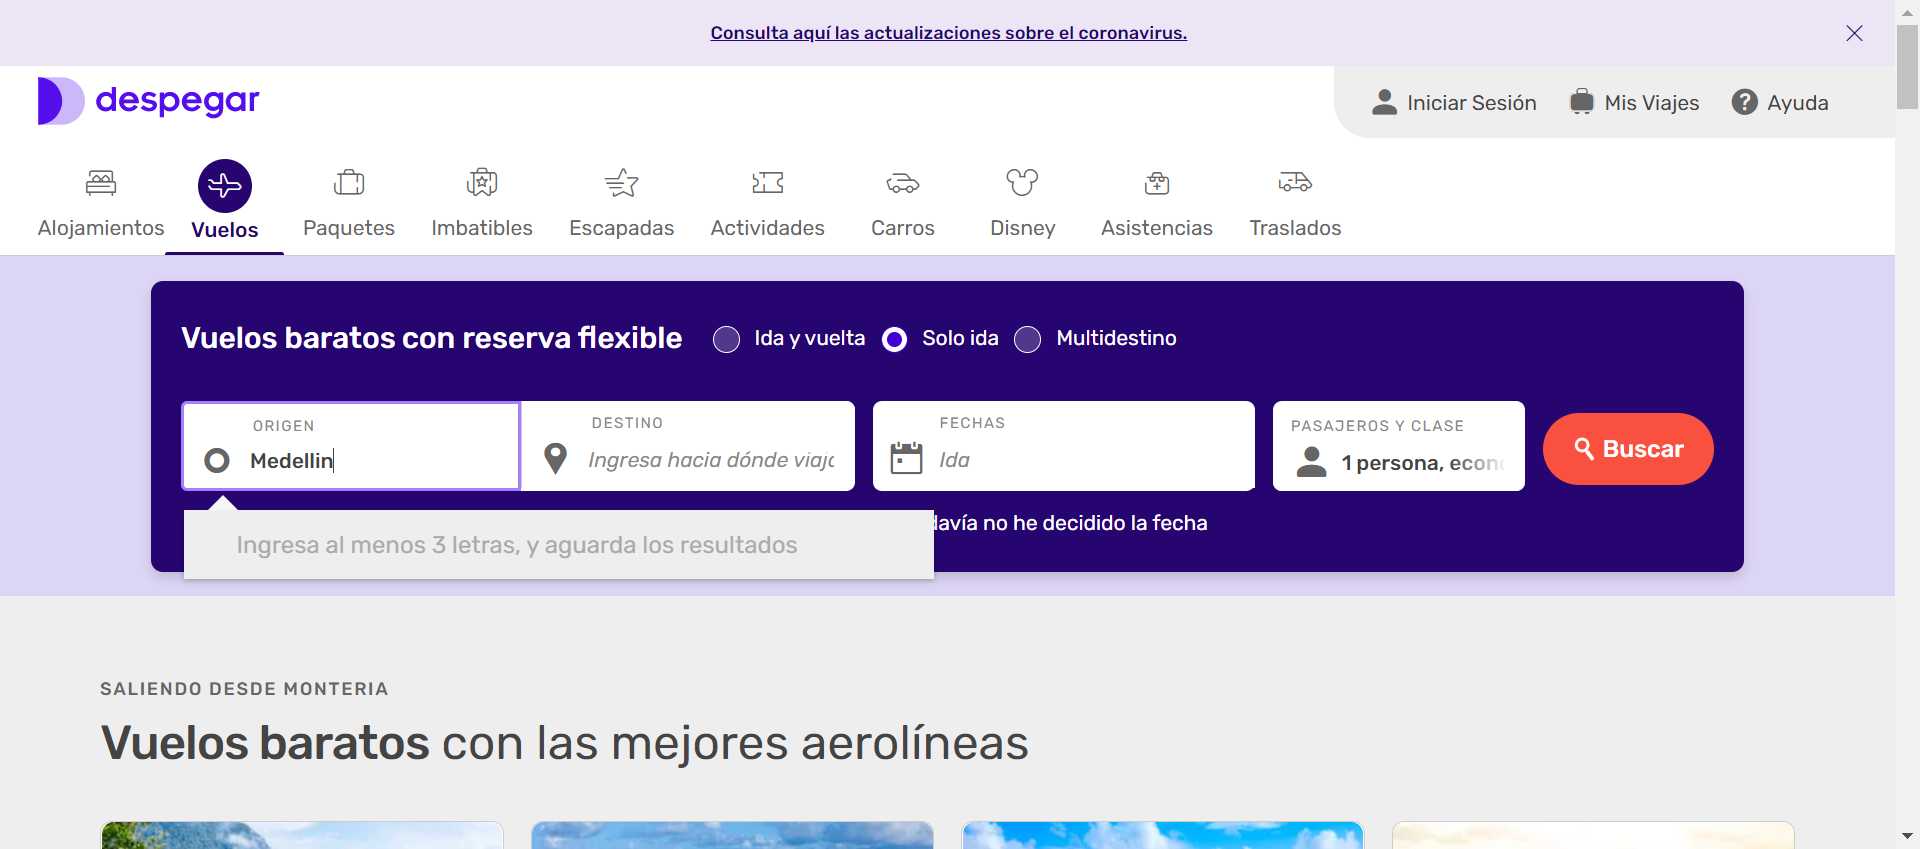 Consulta aquí las actualizaciones sobre el coronavirus.
despegar
Iniciar Sesión
Mis Viajes
Ayuda
Alojamientos
Vuelos
Paquetes
Imbatibles
Escapadas
Actividades
Carros
Disney
Asistencias
Traslados
Vuelos baratos con reserva flexible
Ida y vuelta
Solo ida
Multidestino
ORIGEN
Medellin
DESTINO
Ingresa hacia dónde
FECHAS
Ida
PASAJEROS Y CLASE
1 persona,
Buscar
no he decidido la fecha
Ingresa al menos 3 letras, y aguarda los resultados
SALIENDO DESDE MONTERIA
Vuelos baratos con las mejores aerolíneas